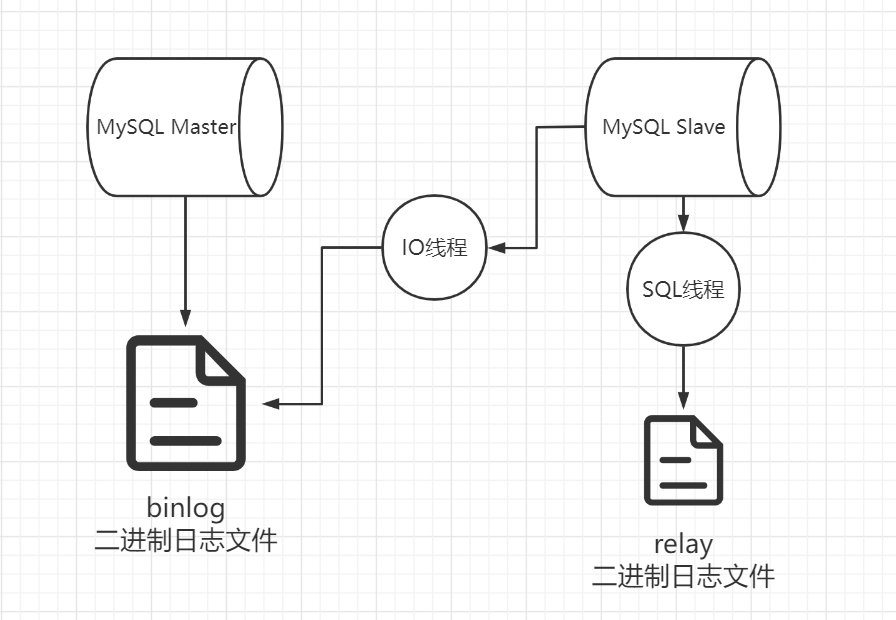 MySQL Master
MySQL Slave
IO线程
SQL线程
binlog
二进制日志文件
relay
二进制日志文件